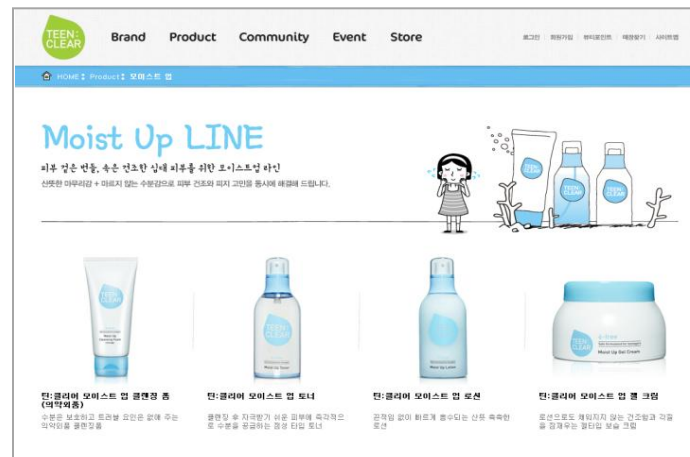 TEEN:
CLEAR
Brand Product Community Event Store
로그인 회원가입 뷰티포인트 매장찾기 사이트맵
HOME Product 모이스트 업
Moist Up LINE
피부 겉은 번들, 속은 건조한 십대 피부를 위한 모이스트업 라인
산뜻한 마무리감 + 마르지 않는 수분감으로 피부 건조와 피지 고민을 동시에 해결해 드립니다.
TEEN:
CLEAR
TEEN:
CLEAR
TEEN:
CLEAR
TEEN:
CLEAR
TEEN:
CLEAR
Moist Up Toner
TEEN:
CLEAR
Moist Up Lotion
TEEN:
CLEAR
Moist Up Gel Cream
틴:클리어 모이스트 업 클렌징 폼
(의약외품)
수분은 보호하고 트러블 요인은 없애 주는
의약외품 클렌징폼
틴:클리어 모이스트 업 토너
클렌징 후 자극받기 쉬운 피부에 즉각적으
로 수분을 공급하는 점성 타입 토너
틴:클리어 모이스트 업 로션
끈적임 없이 빠르게 흡수되는 산뜻 촉촉한
로션
틴:클리어 모이스트 업 젤 크림
로션으로도 채워지지 않는 건조함과 각질
을 잠재우는 젤타입 보습 크림